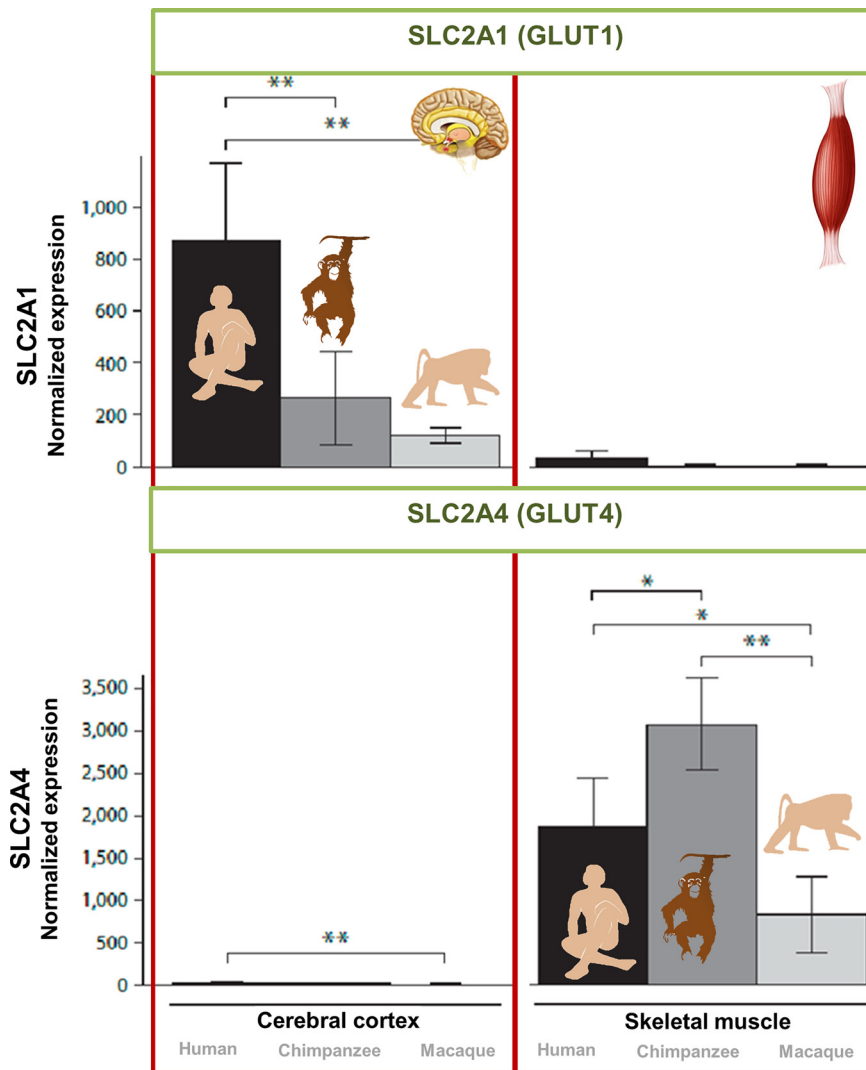 SLC2A1 (GLUT1)
**
**
SLC2A1
Normalized expression
1,000
800
600
400
200
0
SLC2A4 (GLUT4)
*
*
**
SLC2A4
Normalized expression
3,500
3,000
2,500
2,000
1,500
1,000
500
0
**
Cerebral cortex
Skeletal muscle
Human Chimpanzee Macaque
Human Chimpanzee Macaque